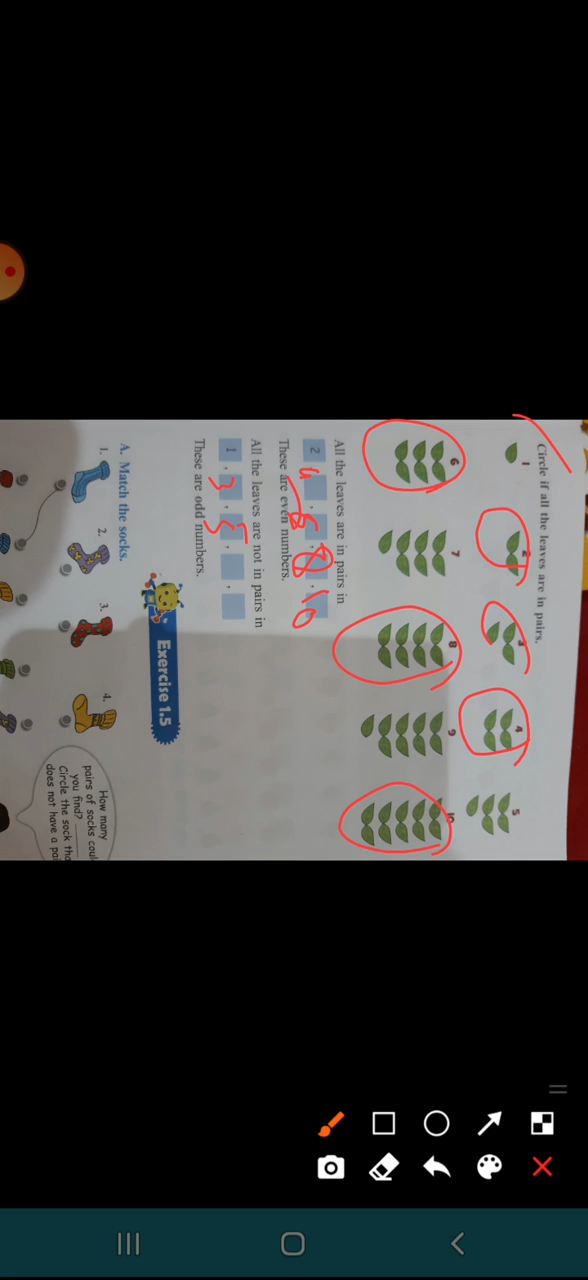 Circle if all the leaves are in pairs.
1 2 3 4 5
6 7 8 9 10
All the leaves are in pairs in
2 4 , 6 , 8 , 10
These are even numbers.
All the leaves are not in pairs in
1 , 3 , 5 , ,
These are odd numbers.
Exercise 1.5
A. Match the socks.
1. 2. 3. 4.
How many
pairs of socks
you find?
Circle the sock
does not have a